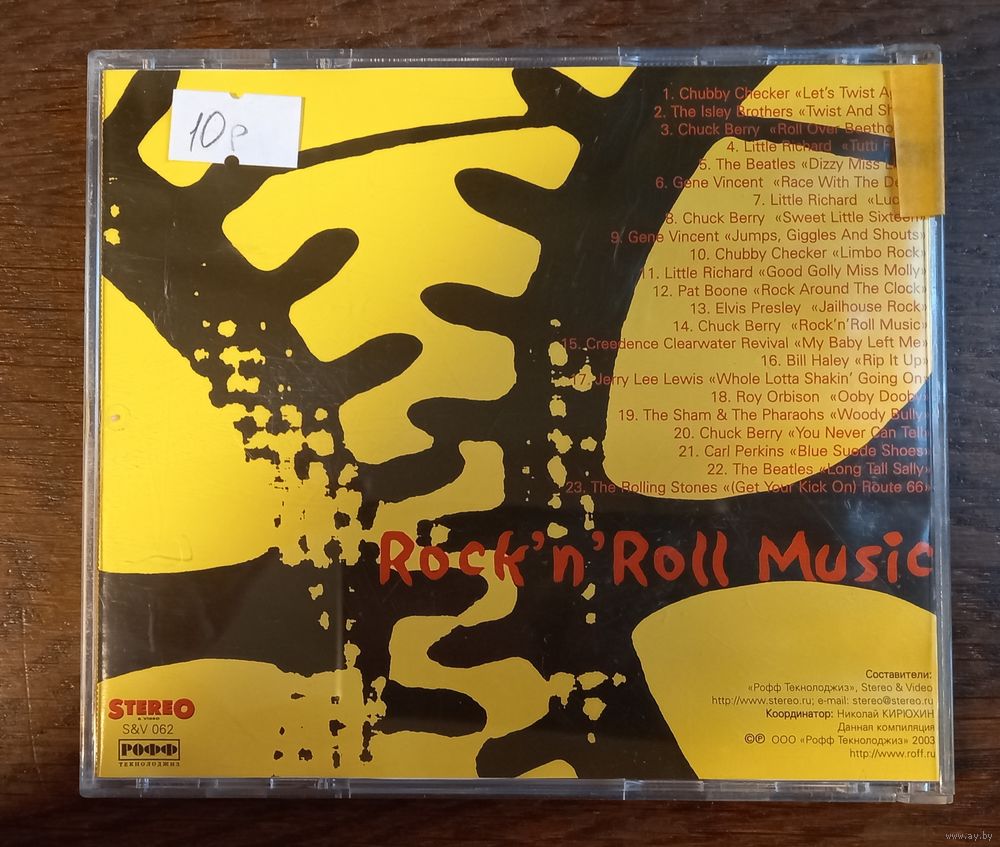 10р
1. Chubby Checker «Let's Twist
2. The Isley Brothers «Twist And
3. Chuck Berry «Roll Over
4. Little Richard «Tutti
5. The Beatles «Dizzy Miss
6. Gene Vincent «Race With The
7. Little Richard
8. Chuck Berry «Sweet Little Sixteen»
9. Gene Vincent «Jumps, Giggles And Shouts»
10. Chubby Checker «Limbo Rock»
11. Little Richard «Good Golly Miss Molly»
12. Pat Boone «Rock Around The Clock»
13. Elvis Presley «Jailhouse Rock»
14. Chuck Berry «Rock'n'Roll Music»
15. Creedence Clearwater Revival «My Baby Left Me»
16. Bill Haley «Rip It Up»
17. Jerry Lee Lewis «Whole Lotta Shakin' Going On»
18. Roy Orbison «Ooby Dooby»
19. The Sham & The Pharaohs «Woody Bully»
20. Chuck Berry «You Never Can Tell»
21. Carl Perkins «Blue Suede Shoes»
22. The Beatles «Long Tall Sally»
23. The Rolling Stones «(Get Your Kick On) Route 66»
Rock'n'Roll Music
STEREO
& VIDEO
S&V 062
РОФФ
ТЕКНОЛОДЖИЗ
Составители:
«Рофф Текнолоджиз», Stereo & Video
http://www.stereo.ru; e-mail: stereo@stereo.ru
Координатор: Николай КИРЮХИН
Данная компиляция
©℗ ООО «Рофф Текнолоджиз» 2003
http://www.roff.ru
www.ay.by